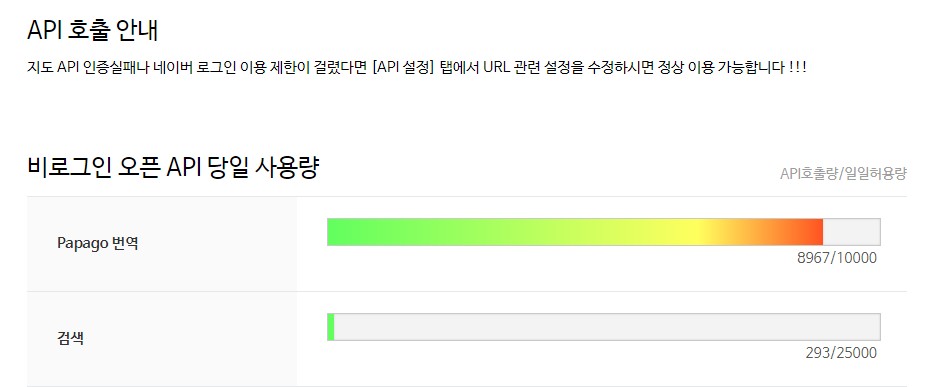 API 호출 안내
지도 API 인증실패나 네이버 로그인 이용 제한이 걸렸다면 [API 설정] 탭에서 URL 관련 설정을 수정하시면 정상 이용 가능합니다 !!!
비로그인 오픈 API 당일 사용량
API호출량/일일허용량
Papago 번역
8967/10000
검색
293/25000